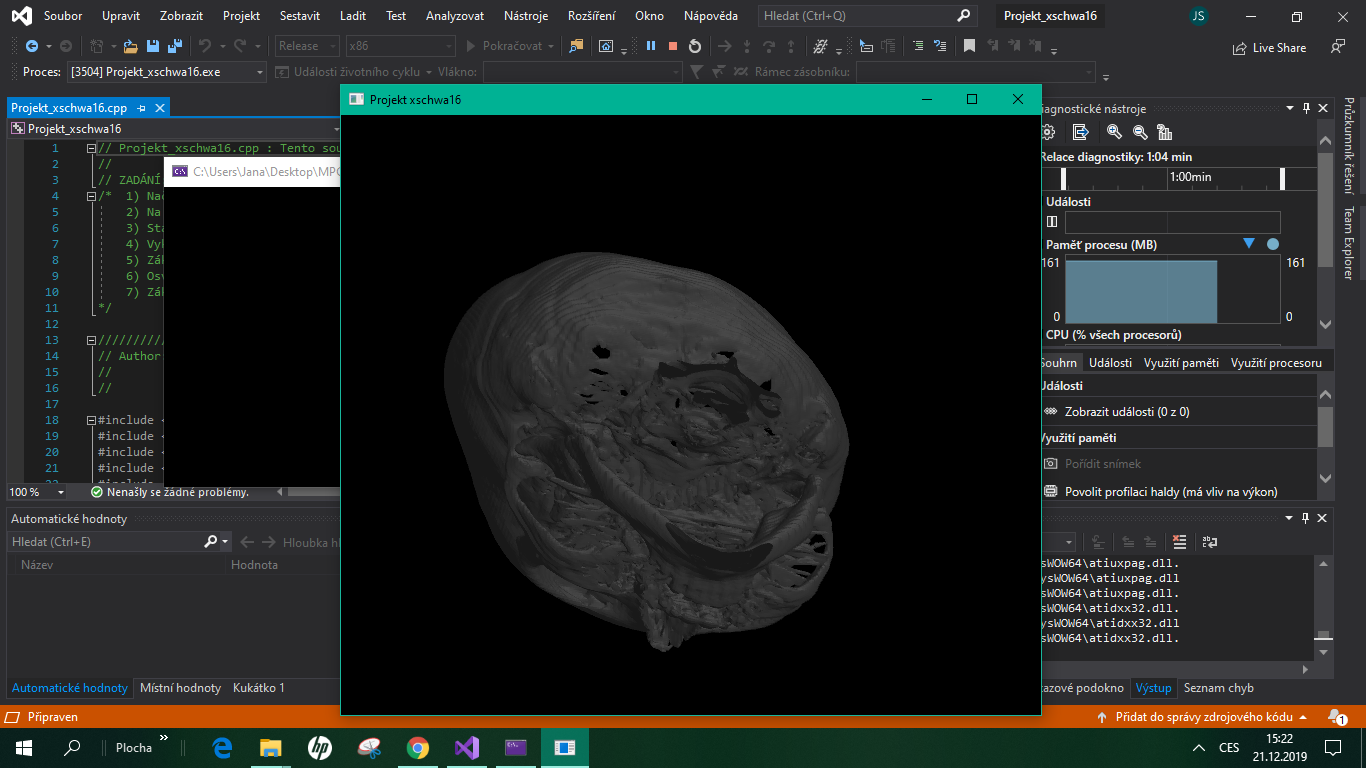 Soubor Upravit Zobrazit Projekt Sestavit Ladit Test Analyzovat Nástroje Rozšíření Okno Nápověda Hledat (Ctrl+Q) Projekt_xschwa16 JS
Release x86 Pokračovat Live Share
Proces: [3504] Projekt_xschwa16.exe Události životního cyklu Vlákno: Rámec zásobníku:
Projekt_xschwa16.cpp
Projekt_xschwa16
1 // Projekt_xschwa16.cpp : Tento sou
2 //
3 // ZADÁNÍ
4 /* 1) Nač
5 2) Na
6 3) Sta
7 4) Vyk
8 5) Zák
9 6) Osv
10 7) Zák
11 */
12
13 ///////////
14 // Author
15 //
16 //
17
18 #include <
19 #include <
20 #include <
21 #include <
C:\Users\Jana\Desktop\MPC
Projekt xschwa16
100 % Nenašly se žádné problémy.
Automatické hodnoty
Hledat (Ctrl+E) Hloubka
Název Hodnota
Automatické hodnoty Místní hodnoty Kukátko 1
iagnostické nástroje
Relace diagnostiky: 1:04 min
1:00min
Události
Paměť procesu (MB)
161 161
0 0
CPU (% všech procesorů)
Souhrn Události Využití paměti Využití procesoru
Události
Zobrazit události (0 z 0)
Využití paměti
Pořídit snímek
Povolit profilaci haldy (má vliv na výkon)
sWOW64\atiuxpag.dll.
ysWOW64\atiuxpag.dll
sWOW64\atiuxpag.dll.
sWOW64\atidxx32.dll.
ysWOW64\atidxx32.dll
sWOW64\atidxx32.dll.
kazové podokno Výstup Seznam chyb
Průzkumník řešení
Team Explorer
Připraven Přidat do správy zdrojového kódu 1
Plocha hp CES 15:22
21.12.2019